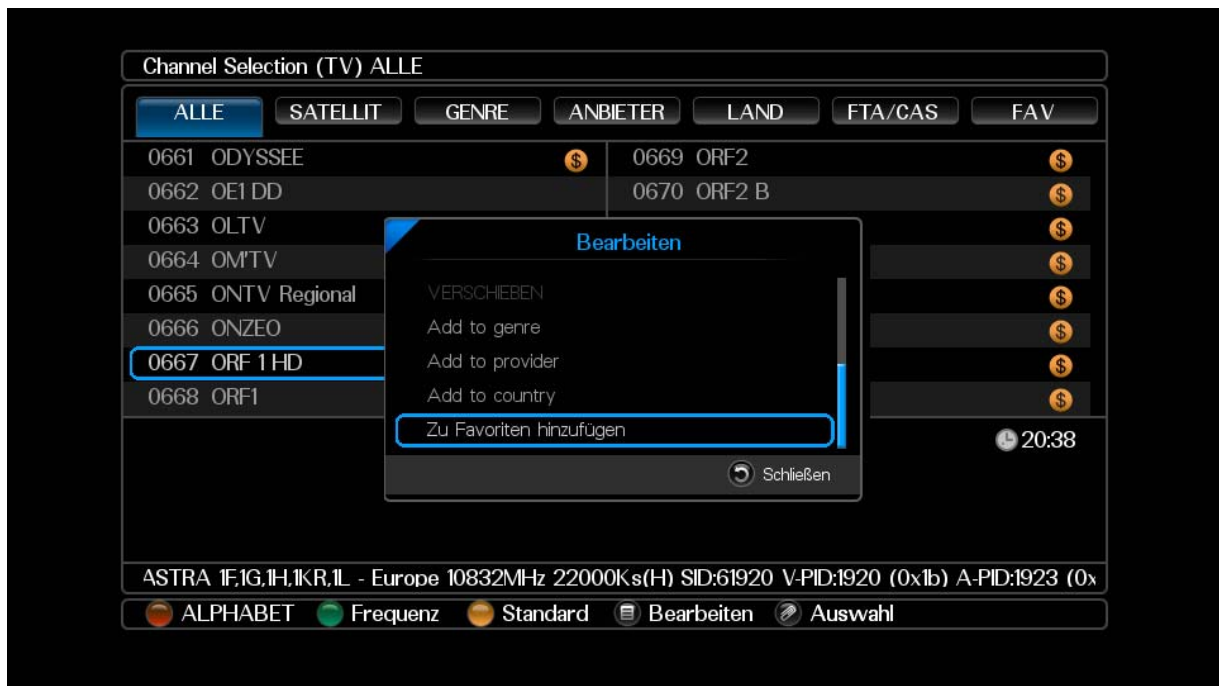 Channel Selection (TV) ALLE
ALLE SATELLIT GENRE ANBIETER LAND FTA/CAS FAV
0661 ODYSSEE
0669 ORF2
0662 OE1 DD
0670 ORF2 B
0663 OLTV
0664 OM'TV
0665 ONTV Regional
0666 ONZEO
0667 ORF 1 HD
0668 ORF1
Bearbeiten
VERSCHIEBEN
Add to genre
Add to provider
Add to country
Zu Favoriten hinzufügen
Schließen
20:38
ASTRA 1F,1G,1H,1KR,1L - Europe 10832MHz 22000Ks(H) SID:61920 V-PID:1920 (0x1b) A-PID:1923 (0x
ALPHABET Frequenz Standard Bearbeiten Auswahl